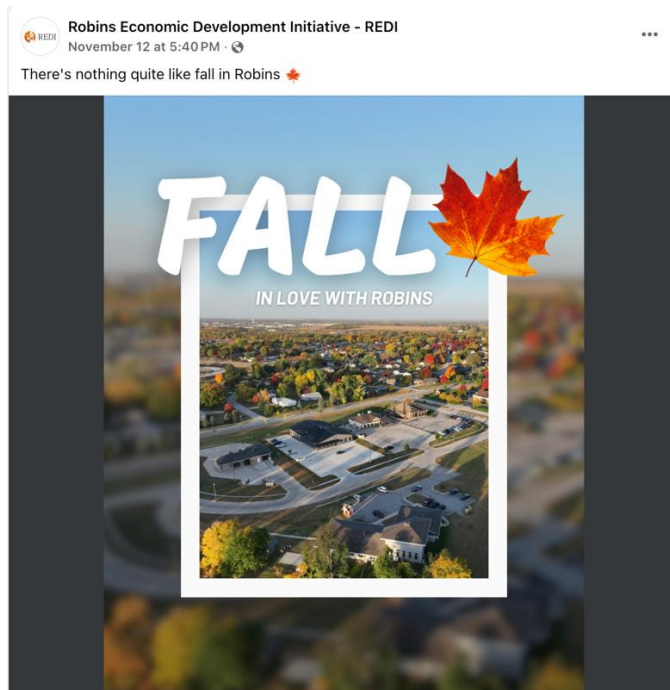 REDI
Robins Economic Development Initiative - REDI
November 12 at 5:40 PM ·
There's nothing quite like fall in Robins 🍁
FALL
IN LOVE WITH ROBINS